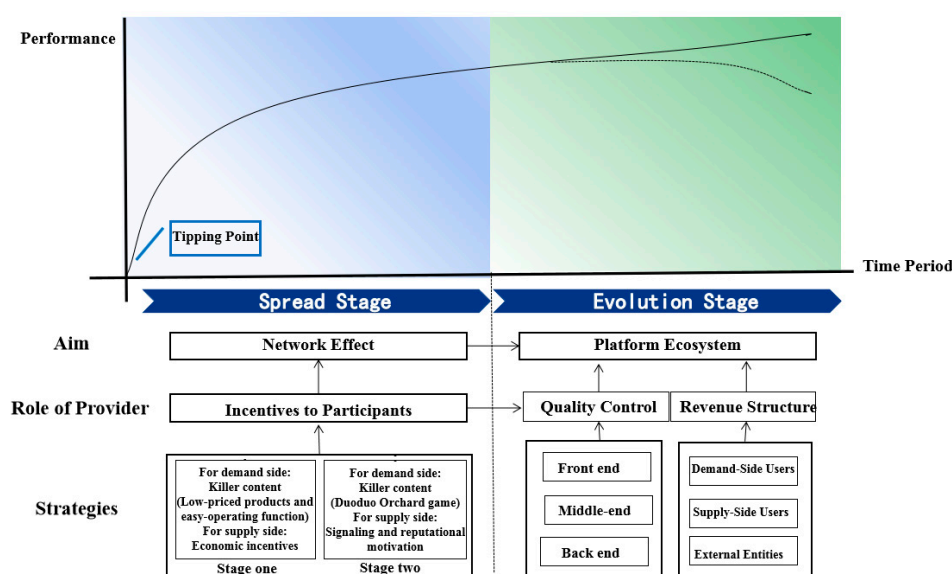 Performance
Tipping Point
Time Period
Spread Stage
Evolution Stage
Aim
Network Effect
Platform Ecosystem
Role of Provider
Incentives to Participants
Quality Control
Revenue Structure
Strategies
For demand side:
Killer content
(Low-priced products and
easy-operating function)
For supply side:
Economic incentives
Stage one
For demand side:
Killer content
(Duoduo Orchard game)
For supply side:
Signaling and reputational
motivation
Stage two
Front end
Middle-end
Back end
Demand-Side Users
Supply-Side Users
External Entities